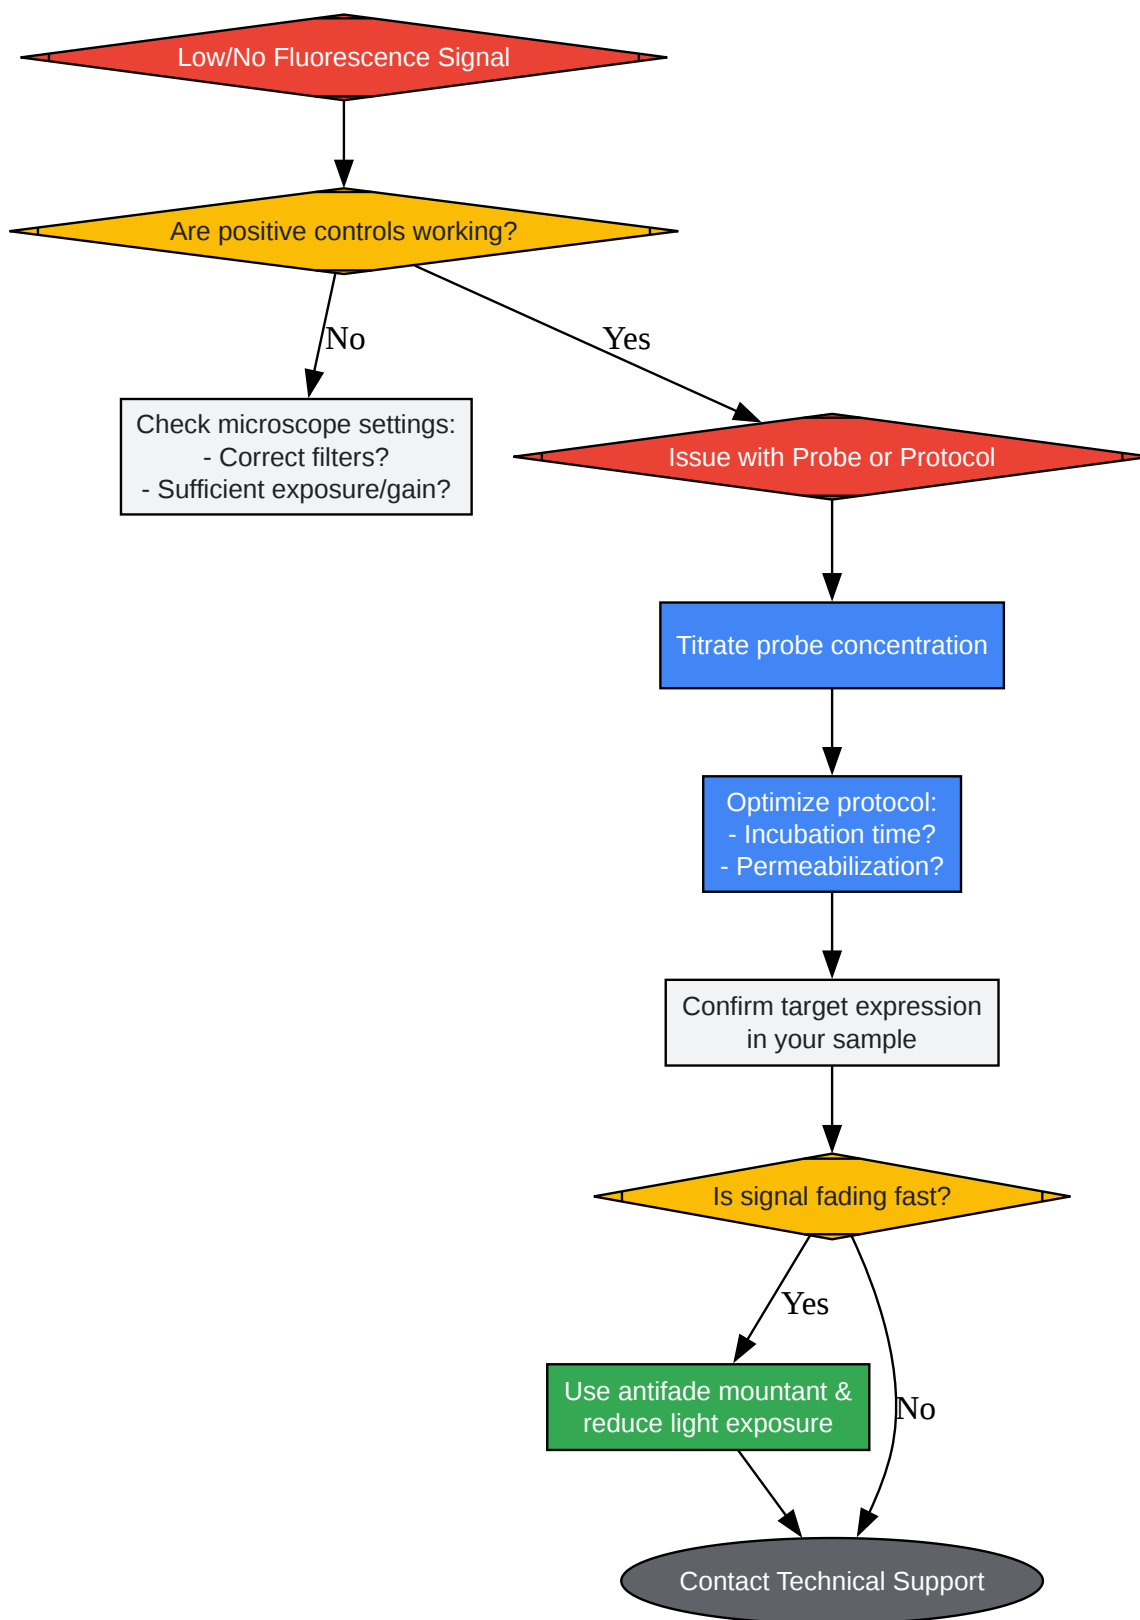 Low/No Fluorescence Signal
Are positive controls working?
No
Yes
Check microscope settings:
- Correct filters?
- Sufficient exposure/gain?
Issue with Probe or Protocol
Titrate probe concentration
Optimize protocol:
- Incubation time?
- Permeabilization?
Confirm target expression
in your sample
Is signal fading fast?
Yes
Use antifade mountant &
reduce light exposure
No
Contact Technical Support